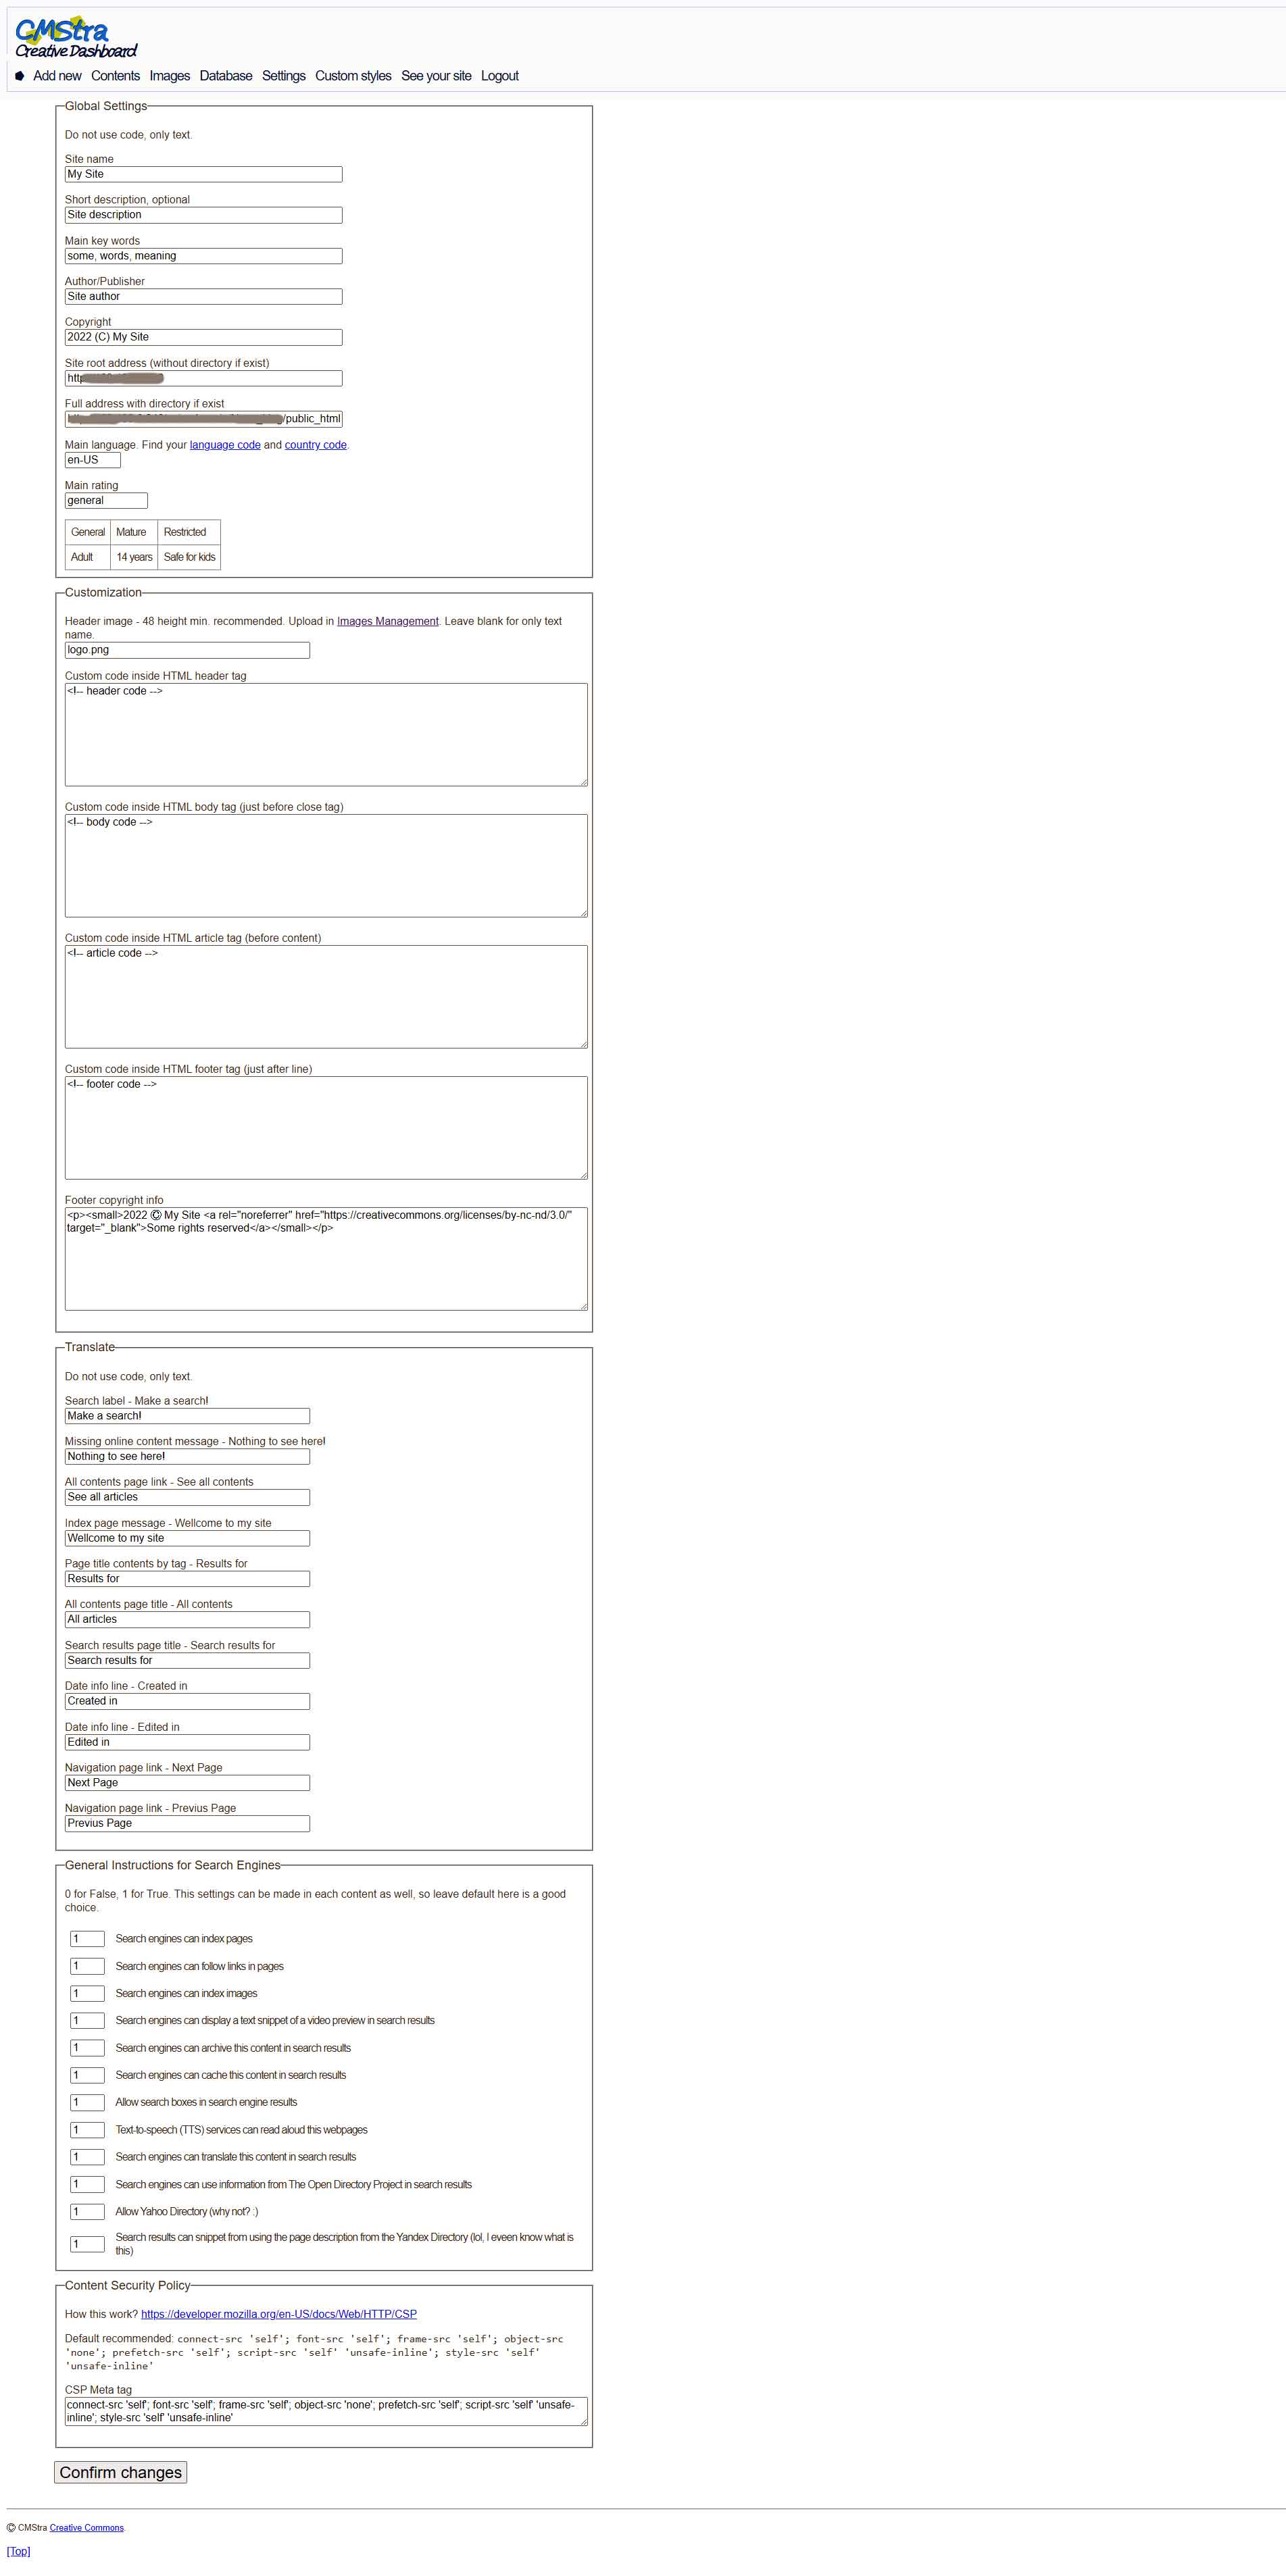 CMStra
Creative Dashboard
Add new Contents Images Database Settings Custom styles See your site Logout
Global Settings
Do not use code, only text.
Site name
My Site
Short description, optional
Site description
Main key words
some, words, meaning
Author/Publisher
Site author
Copyright
2022 (C) My Site
Site root address (without directory if exist)
Full address with directory if exist
/public_html
Main language. Find your language code and country code.
en-US
Main rating
general
General Mature Restricted
Adult 14 years Safe for kids
Customization
Header image - 48 height min. recommended. Upload in Images Management. Leave blank for only text
name.
logo.png
Custom code inside HTML header tag
<!-- header code -->
Custom code inside HTML body tag (just before close tag)
<!-- body code -->
Custom code inside HTML article tag (before content)
<!-- article code -->
Custom code inside HTML footer tag (just after line)
<!-- footer code -->
Footer copyright info
<p><small>2022 © My Site <a rel="noreferrer" href="https://creativecommons.org/licenses/by-nc-nd/3.0/"
target="_blank">Some rights reserved</a></small></p>
Translate
Do not use code, only text.
Search label - Make a search!
Make a search!
Missing online content message - Nothing to see here!
Nothing to see here!
All contents page link - See all contents
See all articles
Index page message - Wellcome to my site
Wellcome to my site
Page title contents by tag - Results for
Results for
All contents page title - All contents
All articles
Search results page title - Search results for
Search results for
Date info line - Created in
Created in
Date info line - Edited in
Edited in
Navigation page link - Next Page
Next Page
Navigation page link - Previus Page
Previus Page
General Instructions for Search Engines
0 for False, 1 for True. This settings can be made in each content as well, so leave default here is a good
choice.
1 Search engines can index pages
1 Search engines can follow links in pages
1 Search engines can index images
1 Search engines can display a text snippet of a video preview in search results
1 Search engines can archive this content in search results
1 Search engines can cache this content in search results
1 Allow search boxes in search engine results
1 Text-to-speech (TTS) services can read aloud this webpages
1 Search engines can translate this content in search results
1 Search engines can use information from The Open Directory Project in search results
1 Allow Yahoo Directory (why not? :)
1 Search results can snippet from using the page description from the Yandex Directory (lol, I eveen know what is
this)
Content Security Policy
How this work? https://developer.mozilla.org/en-US/docs/Web/HTTP/CSP
Default recommended: connect-src 'self'; font-src 'self'; frame-src 'self'; object-src
'none'; prefetch-src 'self'; script-src 'self' 'unsafe-inline'; style-src 'self'
'unsafe-inline'
CSP Meta tag
connect-src 'self'; font-src 'self'; frame-src 'self'; object-src 'none'; prefetch-src 'self'; script-src 'self' 'unsafe-
inline'; style-src 'self' 'unsafe-inline'
Confirm changes
© CMStra Creative Commons
[Top]